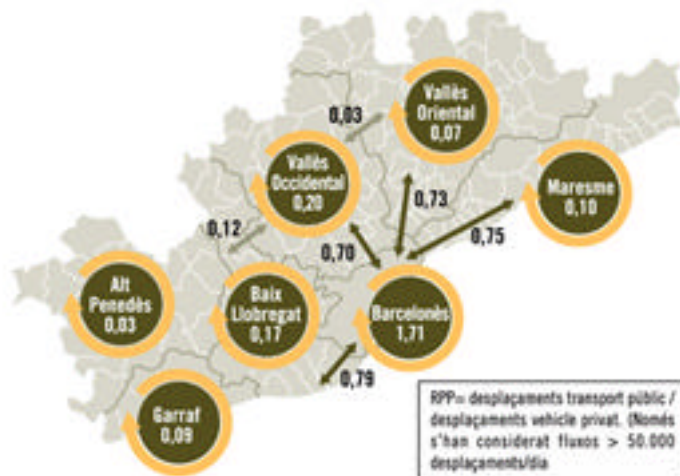 Vallès
Oriental
0,07
0,03
Vallès
Occidental
0,20
Maresme
0,10
0,73
0,12
0,75
0,70
Alt
Penedès
0,03
Baix
Llobregat
0,17
Barcelonès
1,71
0,79
Garraf
0,09
RPP= desplaçaments transport públic /
desplaçaments vehicle privat. (Només
s'han considerat fluxos > 50.000
desplaçaments/dia